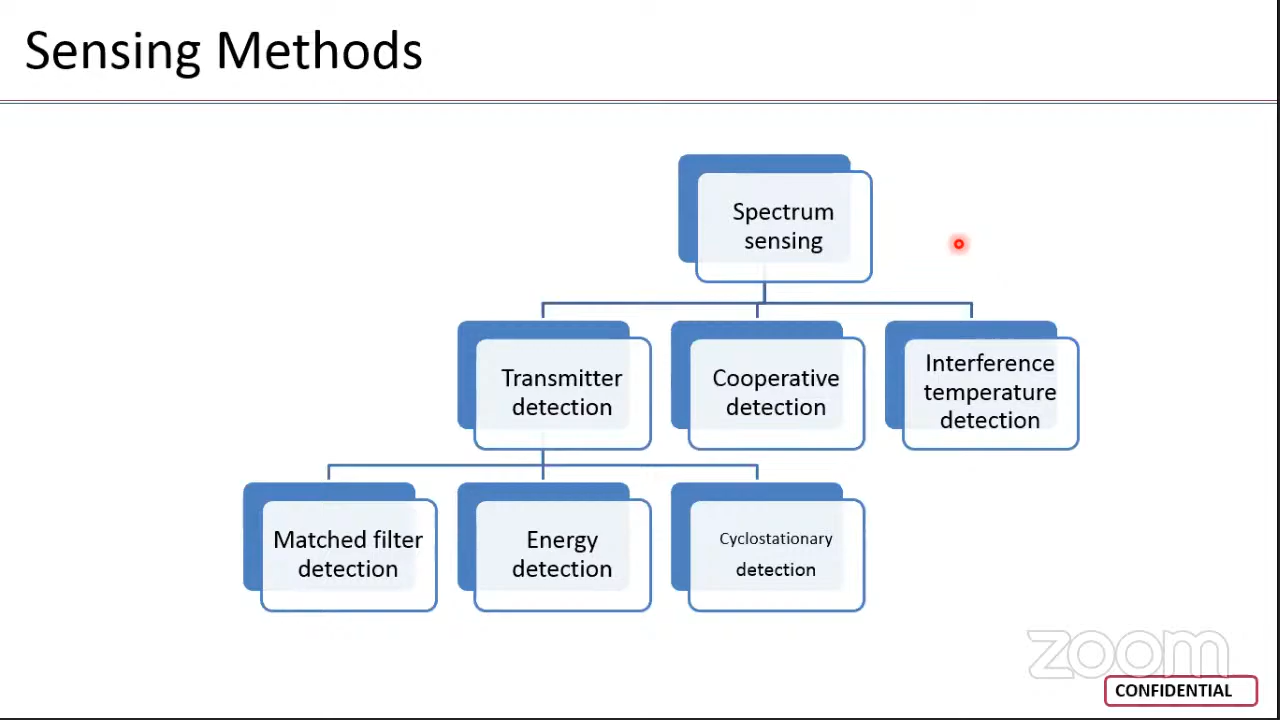 Sensing Methods
Spectrum
sensing
Transmitter
detection
Cooperative
detection
Interference
temperature
detection
Matched filter
detection
Energy
detection
Cyclostationary
detection
zoom
CONFIDENTIAL